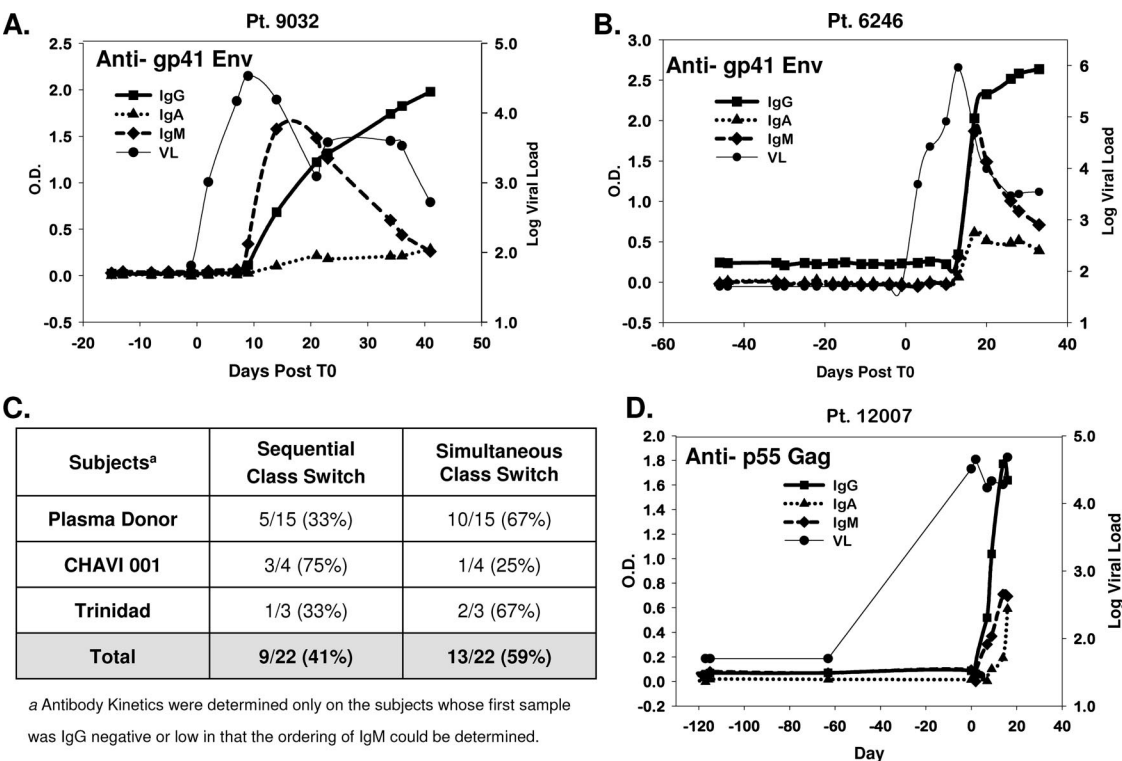 A.
Pt. 9032
Anti- gp41 Env
IgG
IgA
IgM
VL
2.5
2.0
1.5
1.0
0.5
0.0
-0.5
O.D.
5.0
4.0
3.0
2.0
1.0
Log Viral Load
-20 -10 0 10 20 30 40 50
Days Post T0
B.
Pt. 6246
Anti- gp41 Env
IgG
IgA
IgM
VL
3.0
2.5
2.0
1.5
1.0
0.5
0.0
-0.5
O.D.
6
5
4
3
2
1
Log Viral Load
-60 -40 -20 0 20 40
Days Post T0
C.
Subjectsa Sequential Class Switch Simultaneous Class Switch
Plasma Donor 5/15 (33%) 10/15 (67%)
CHAVI 001 3/4 (75%) 1/4 (25%)
Trinidad 1/3 (33%) 2/3 (67%)
Total 9/22 (41%) 13/22 (59%)
a Antibody Kinetics were determined only on the subjects whose first sample
was IgG negative or low in that the ordering of IgM could be determined.
D.
Pt. 12007
Anti- p55 Gag
IgG
IgA
IgM
VL
2.0
1.8
1.6
1.4
1.2
1.0
0.8
0.6
0.4
0.2
0.0
-0.2
O.D.
5.0
4.0
3.0
2.0
1.0
Log Viral Load
-120 -100 -80 -60 -40 -20 0 20 40
Day